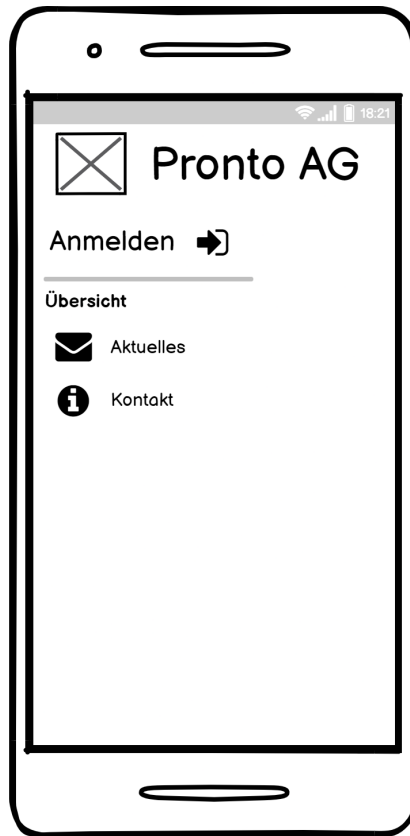 18:21
Pronto AG
Anmelden
Übersicht
Aktuelles
Kontakt